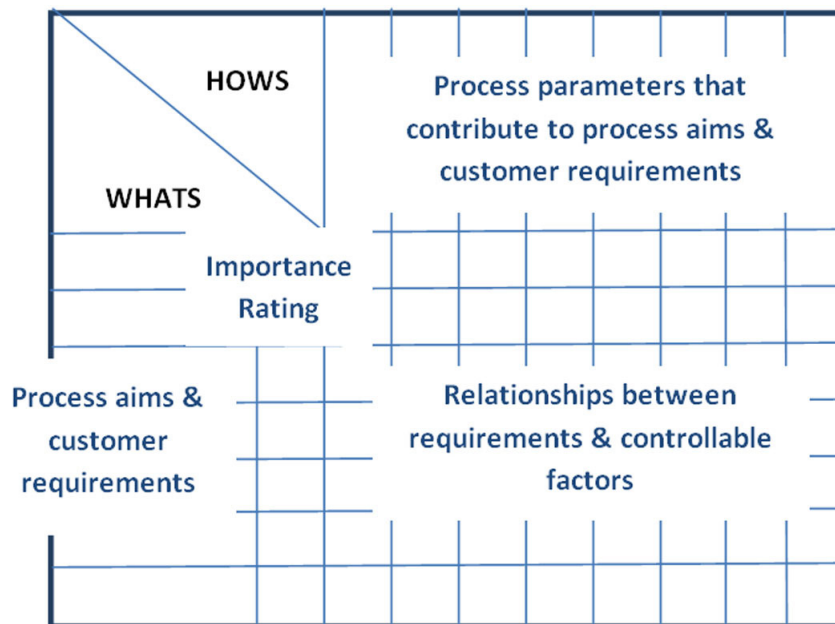 HOWS
Process parameters that
contribute to process aims &
customer requirements
WHATS
Importance
Rating
Process aims &
customer
requirements
Relationships between
requirements & controllable
factors